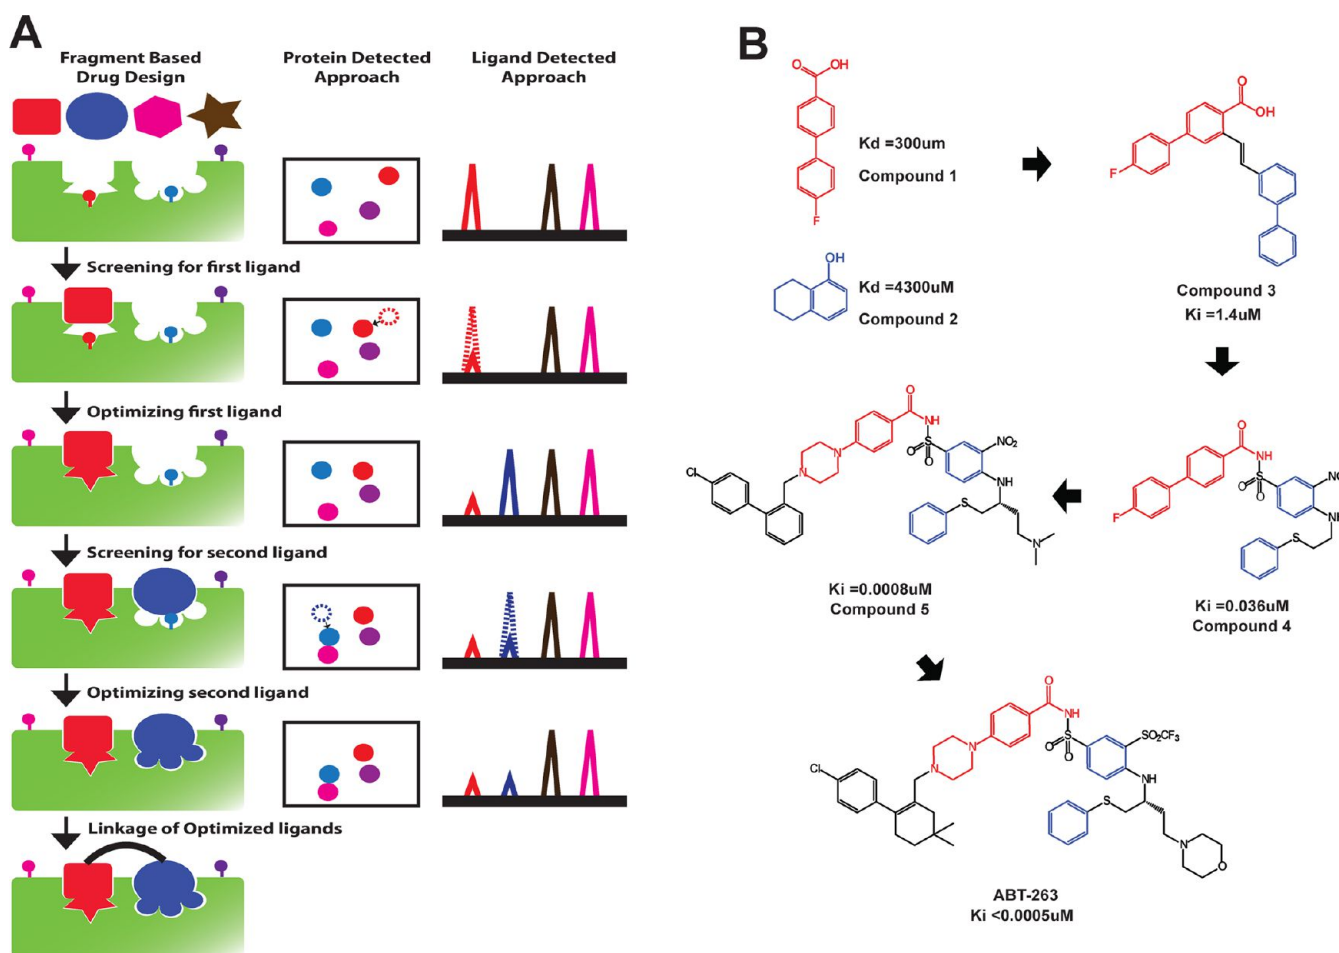 A
Fragment Based
Drug Design
Protein Detected
Approach
Ligand Detected
Approach
Screening for first ligand
Optimizing first ligand
Screening for second ligand
Optimizing second ligand
Linkage of Optimized ligands
B
O
OH
Kd =300um
Compound 1
F
OH
Kd =4300uM
Compound 2
O
OH
F
Compound 3
Ki =1.4uM
O
NH
S
O
O
NO
NH
S
F
Ki =0.036uM
Compound 4
O
NH
S
O
O
NO2
NH
N
N
Cl
S
N
Ki =0.0008uM
Compound 5
O
NH
S
O
O
SO2CF3
NH
N
N
Cl
S
N
O
ABT-263
Ki <0.0005uM